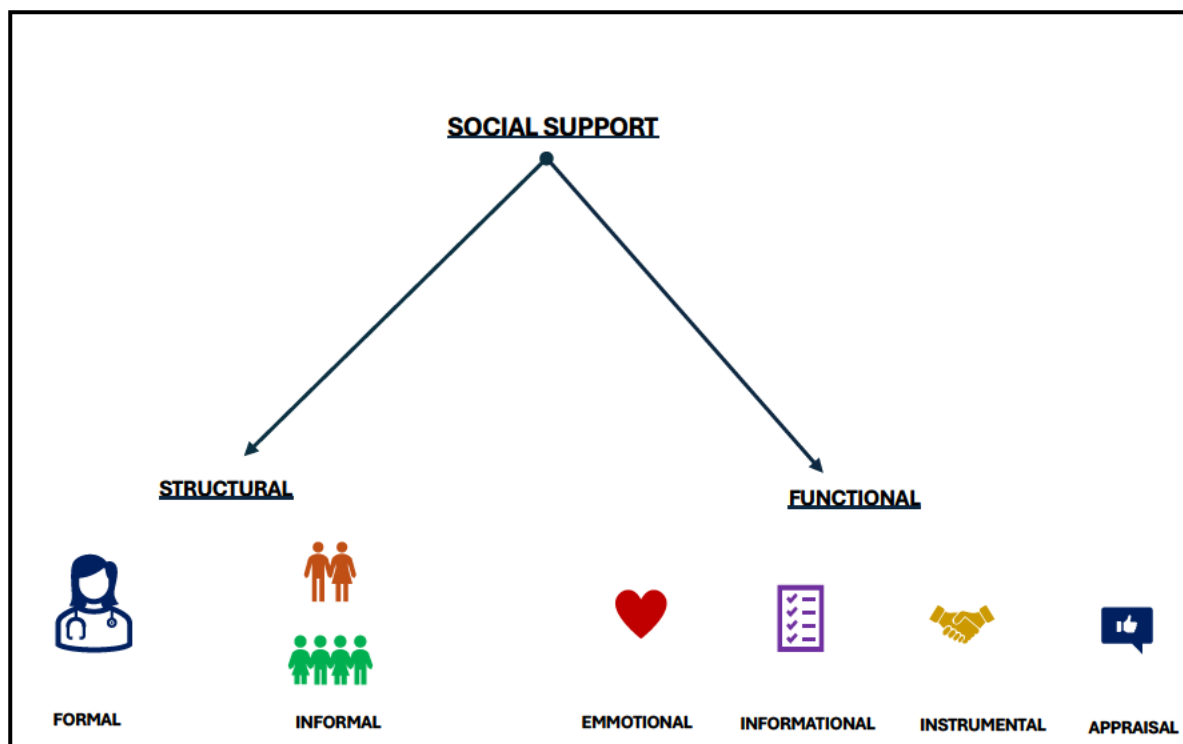 SOCIAL SUPPORT
STRUCTURAL
FUNCTIONAL
FORMAL
INFORMAL
EMMOTIONAL
INFORMATIONAL
INSTRUMENTAL
APPRAISAL